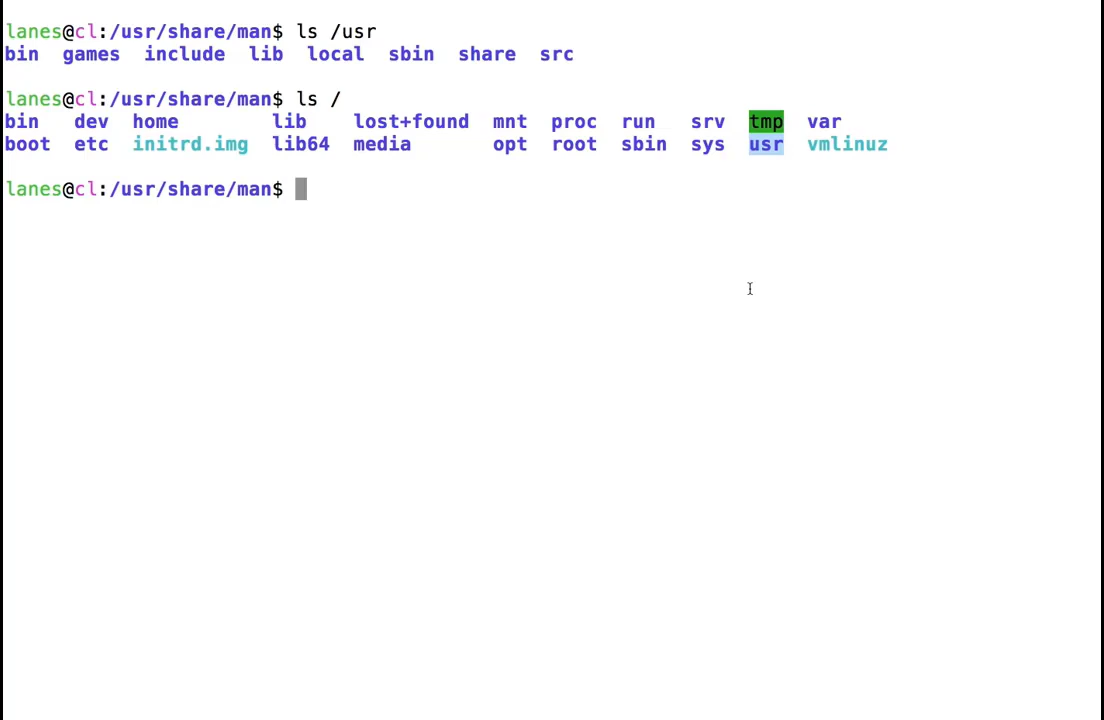 lanes@cl:/usr/share/man$ ls /usr
bin  games  include  lib  local  sbin  share  src
lanes@cl:/usr/share/man$ ls /
bin   dev  home        lib    lost+found  mnt  proc  run   srv  tmp  var
boot  etc  initrd.img  lib64  media       opt  root  sbin  sys  usr  vmlinuz
lanes@cl:/usr/share/man$